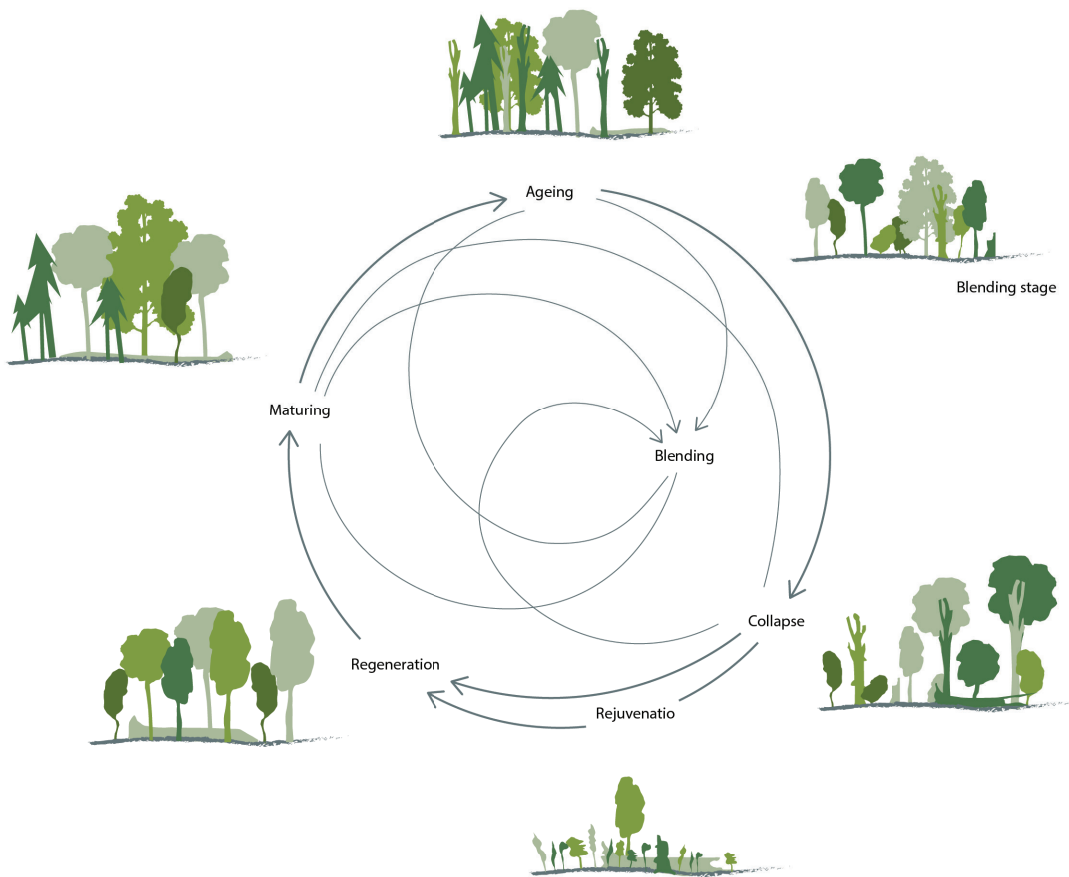 Ageing
Blending stage
Maturing
Blending
Collapse
Regeneration
Rejuvenatio